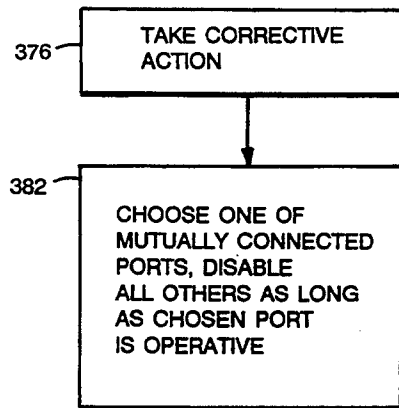 376
TAKE CORRECTIVE
ACTION
382
CHOOSE ONE OF
MUTUALLY CONNECTED
PORTS, DISABLE
ALL OTHERS AS LONG
AS CHOSEN PORT
IS OPERATIVE